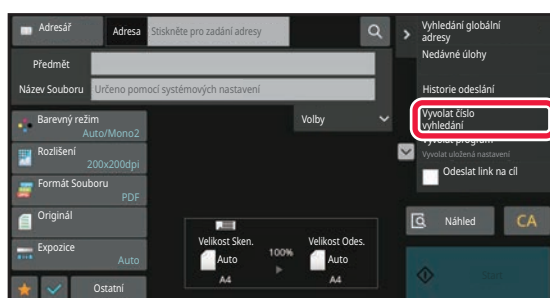 Adresář
Adresa
Stiskněte pro zadání adresy
Předmět
Název Souboru
Určeno pomocí systémových nastavení
Barevný režim
Auto/Mono2
Rozlišení
200x200dpi
Formát Souboru
PDF
Originál
Expozice
Auto
Ostatní
Volby
Velikost Sken.
Auto
A4
100%
Velikost Odes.
Auto
A4
Vyhledání globální
adresy
Nedávné úlohy
Historie odeslání
Vyvolat číslo
vyhledání
Vyvolat program
Vyvolat uložená nastavení
Odeslat link na cíl
Náhled
CA
Start